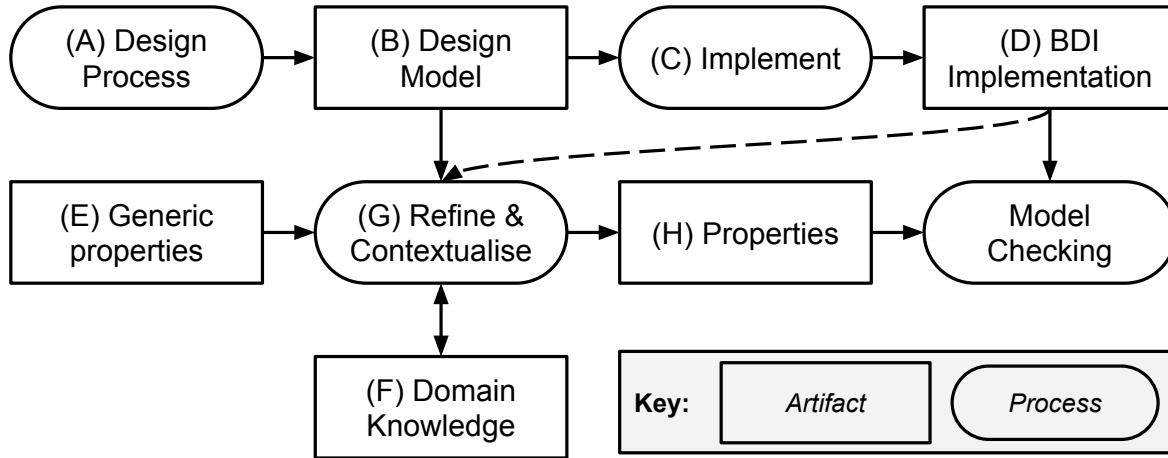 (A) Design
Process
(B) Design
Model
(C) Implement
(D) BDI
Implementation
(E) Generic
properties
(G) Refine &
Contextualise
(H) Properties
Model
Checking
(F) Domain
Knowledge
Key:
Artifact
Process